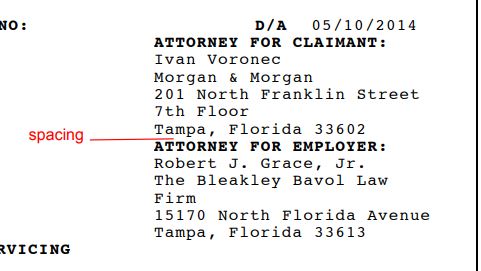 NO: D/A 05/10/2014
ATTORNEY FOR CLAIMANT:
Ivan Voronec
Morgan & Morgan
201 North Franklin Street
7th Floor
Tampa, Florida 33602
spacing
ATTORNEY FOR EMPLOYER:
Robert J. Grace, Jr.
The Bleakley Bavol Law
Firm
15170 North Florida Avenue
Tampa, Florida 33613
RVICING